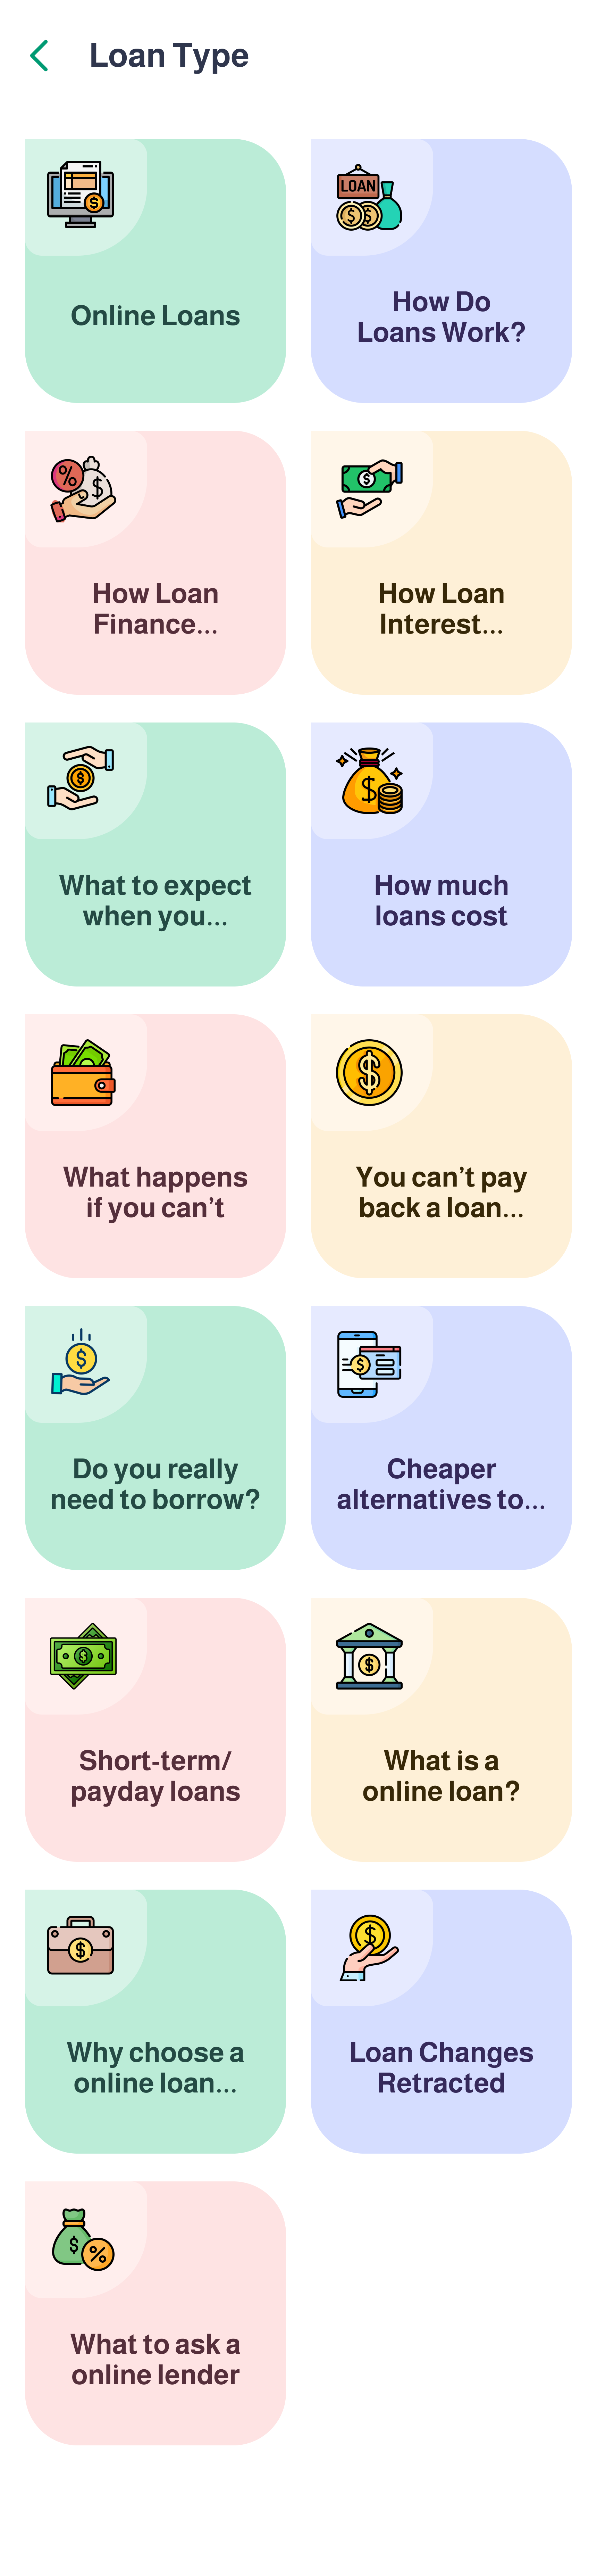 Loan Type
Online Loans
LOAN
How Do
Loans Work?
How Loan
Finance...
How Loan
Interest...
What to expect
when you...
How much
loans cost
What happens
if you can’t
You can’t pay
back a loan...
Do you really
need to borrow?
Cheaper
alternatives to...
Short-term/
payday loans
What is a
online loan?
Why choose a
online loan...
Loan Changes
Retracted
What to ask a
online lender